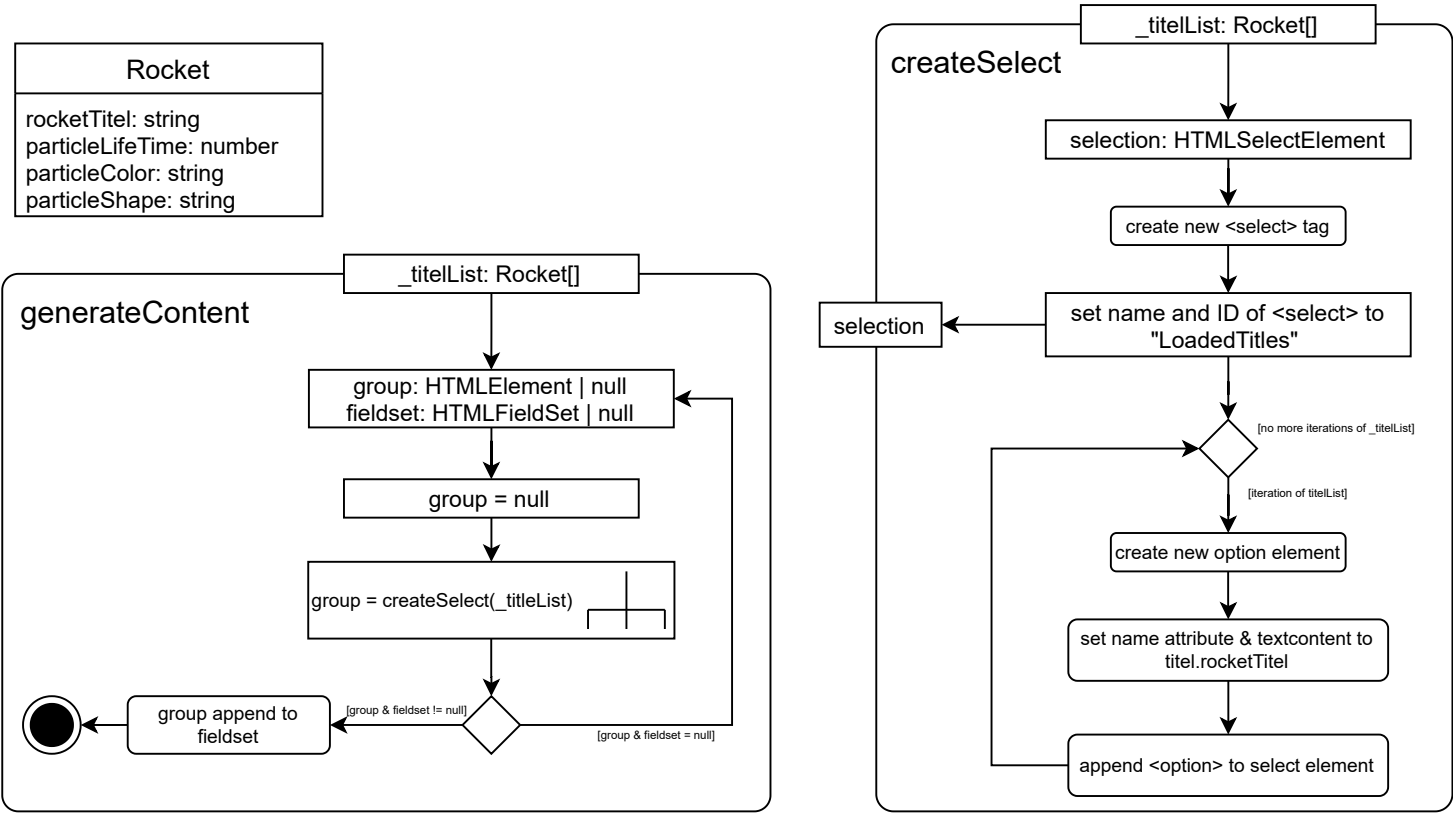 Rocket
rocketTitel: string
particleLifeTime: number
particleColor: string
particleShape: string
_titelList: Rocket[]
generateContent
group: HTMLElement | null
fieldset: HTMLFieldSet | null
group = null
group = createSelect(_titleList)
[group & fieldset != null]
[group & fieldset = null]
group append to
fieldset
_titelList: Rocket[]
createSelect
selection: HTMLSelectElement
create new <select> tag
set name and ID of <select> to
"LoadedTitles"
selection
[no more iterations of _titelList]
[iteration of titelList]
create new option element
set name attribute & textcontent to
titel.rocketTitel
append <option> to select element